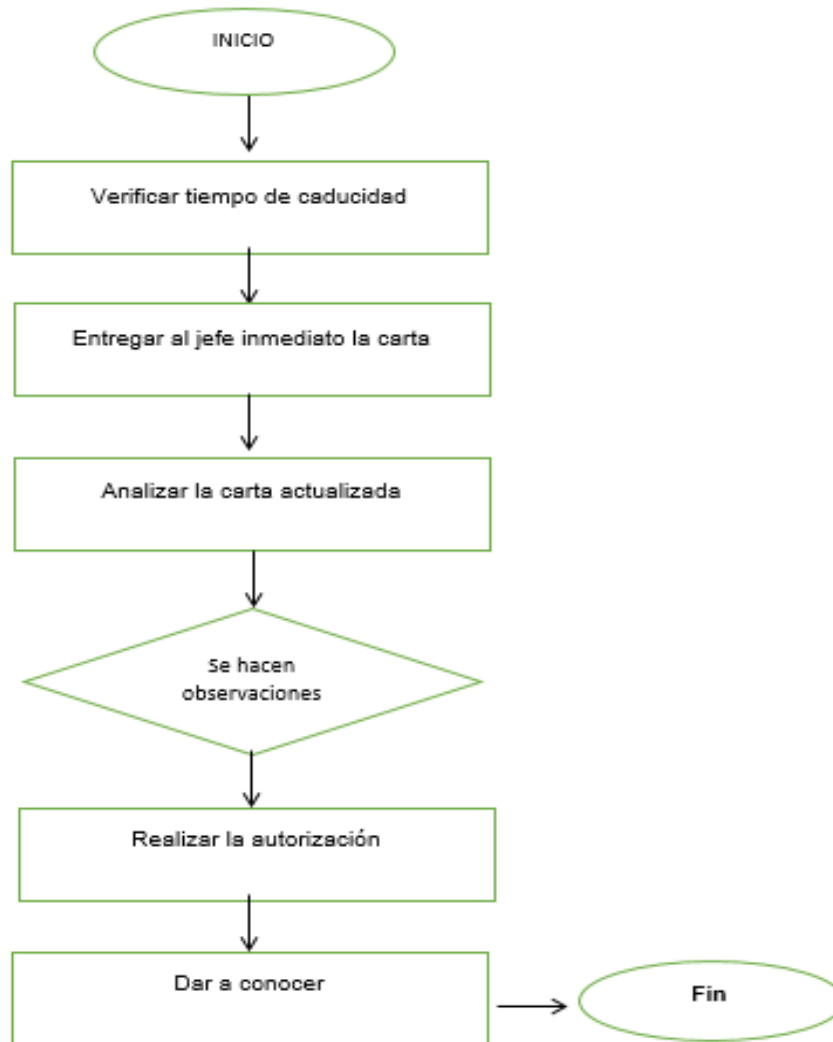 INICIO
Verificar tiempo de caducidad
Entregar al jefe inmediato la carta
Analizar la carta actualizada
Se hacen
observaciones
Realizar la autorización
Dar a conocer
Fin